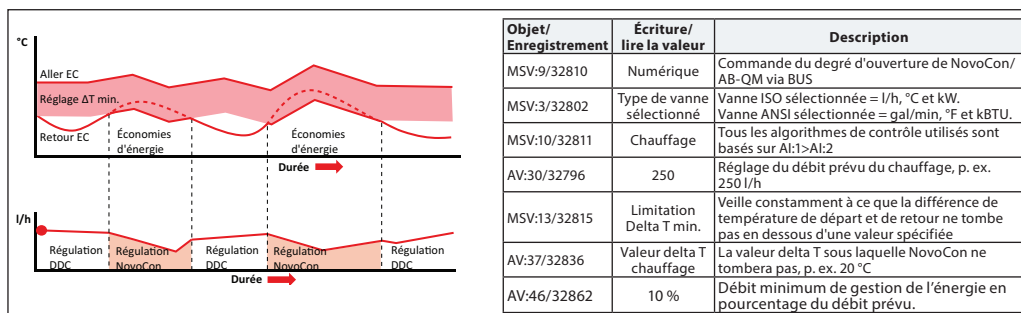 °C
Aller EC
Réglage ΔT min.
Retour EC
Économies
d'énergie
Économies
d'énergie
Durée
l/h
Régulation
DDC
Régulation
NovoCon
Régulation
DDC
Régulation
NovoCon
Régulation
DDC
Durée
Objet/
Enregistrement
Écriture/
lire la valeur
Description
MSV:9/32810
Numérique
Commande du degré d'ouverture de NovoCon/
AB-QM via BUS
MSV:3/32802
Type de vanne
sélectionné
Vanne ISO sélectionnée = l/h, °C et kW.
Vanne ANSI sélectionnée = gal/min, °F et kBTU.
MSV:10/32811
Chauffage
Tous les algorithmes de contrôle utilisés sont
basés sur AI:1>AI:2
AV:30/32796
250
Réglage du débit prévu du chauffage, p. ex.
250 l/h
MSV:13/32815
Limitation
Delta T min.
Veille constamment à ce que la différence de
température de départ et de retour ne tombe
pas en dessous d'une valeur spécifiée
AV:37/32836
Valeur delta T
chauffage
La valeur delta T sous laquelle NovoCon ne
tombera pas, p. ex. 20 °C
AV:46/32862
10 %
Débit minimum de gestion de l'énergie en
pourcentage du débit prévu.